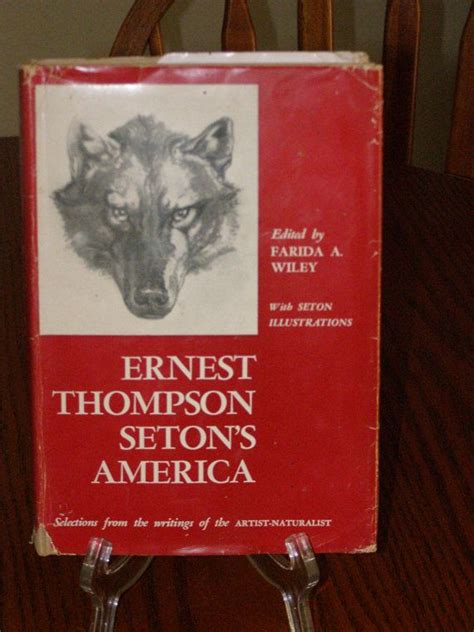 Edited by
FARIDA A.
WILEY
With SETON
ILLUSTRATIONS
ERNEST
THOMPSON
SETON'S
AMERICA
Selections from the writings of the ARTIST-NATURALIST